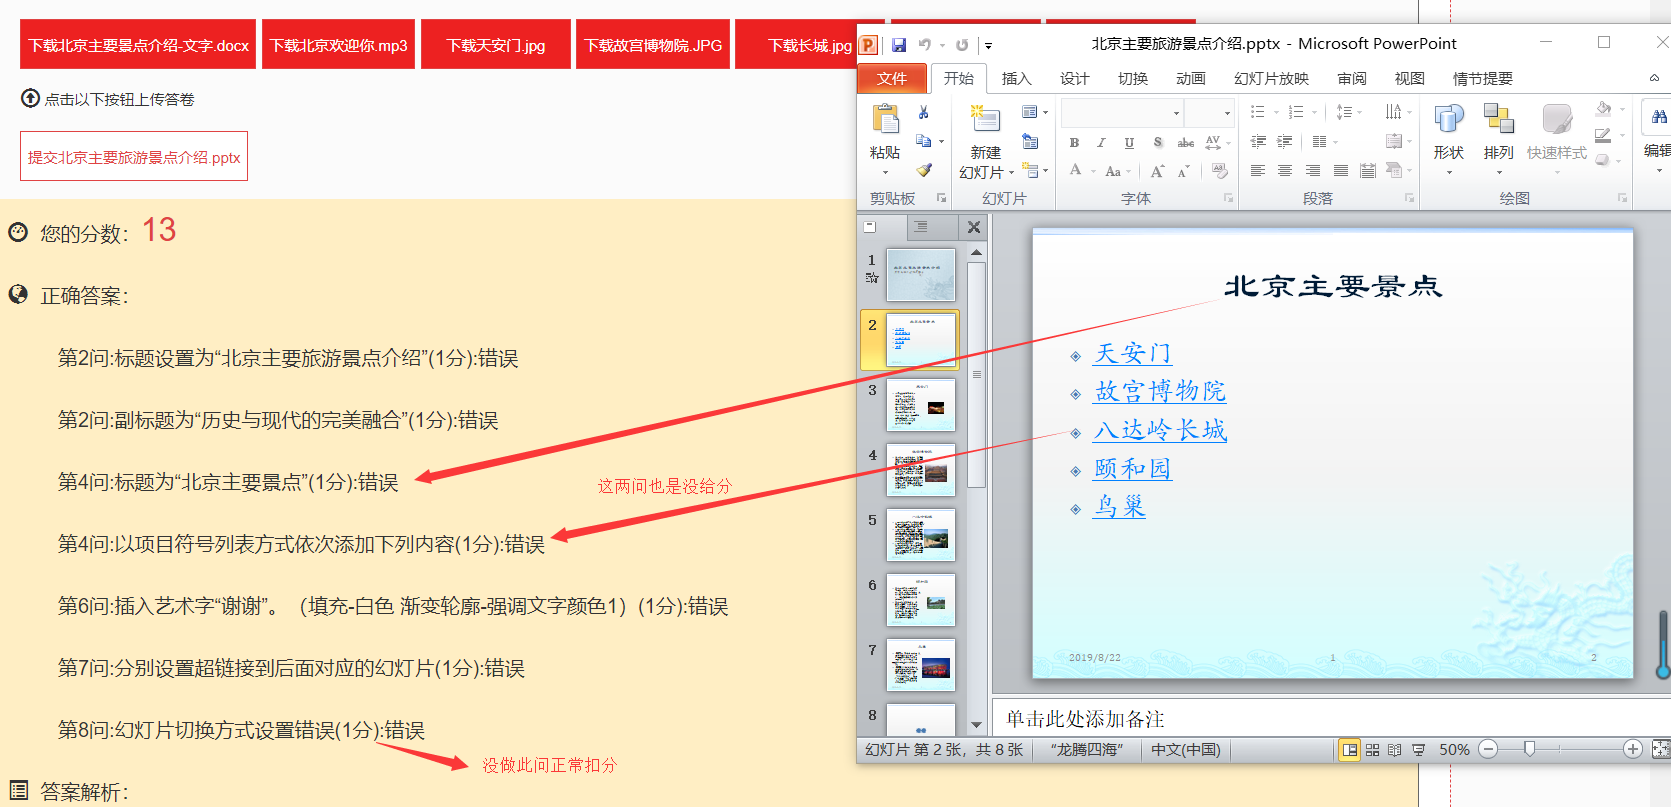 下载北京主要景点介绍-文字.docx
下载北京欢迎你.mp3
下载天安门.jpg
下载故宫博物院.JPG
下载长城.jpg
点击以下按钮上传答卷
提交北京主要旅游景点介绍.pptx
您的分数： 13
正确答案：
第2问:标题设置为“北京主要旅游景点介绍”(1分):错误
第2问:副标题为“历史与现代的完美融合”(1分):错误
第4问:标题为“北京主要景点”(1分):错误
这两问也是没给分
第4问:以项目符号列表方式依次添加下列内容(1分):错误
第6问:插入艺术字“谢谢”。（填充-白色 渐变轮廓-强调文字颜色1）(1分):错误
第7问:分别设置超链接到后面对应的幻灯片(1分):错误
第8问:幻灯片切换方式设置错误(1分):错误
没做此问正常扣分
答案解析：
北京主要旅游景点介绍.pptx - Microsoft PowerPoint
文件 开始 插入 设计 切换 动画 幻灯片放映 审阅 视图 情节提要
粘贴
新建
幻灯片
B I U S abc AV
A Aa A A
形状 排列 快速样式 编辑
剪贴板 幻灯片 字体 段落 绘图
1
2
3
4
5
6
7
8
北京主要景点
天安门
故宫博物院
八达岭长城
颐和园
鸟巢
2019/8/22 1 2
单击此处添加备注
幻灯片 第 2 张，共 8 张 “龙腾四海” 中文(中国) 50%